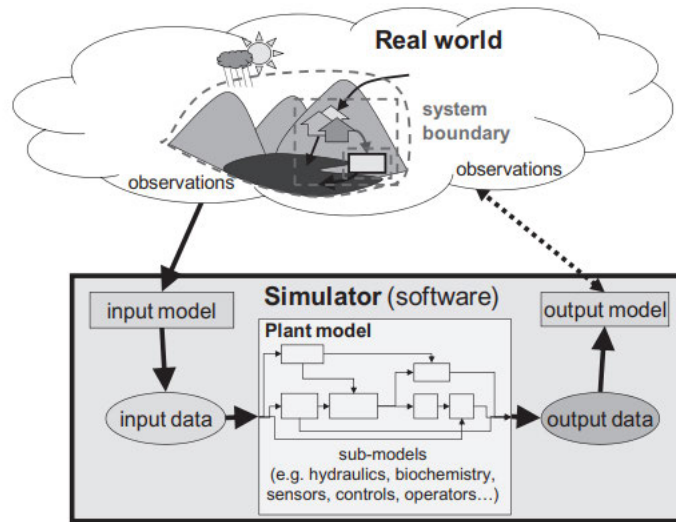 Real world
system
boundary
observations
observations
Simulator (software)
input model
output model
Plant model
input data
output data
sub-models
(e.g. hydraulics, biochemistry,
sensors, controls, operators...)